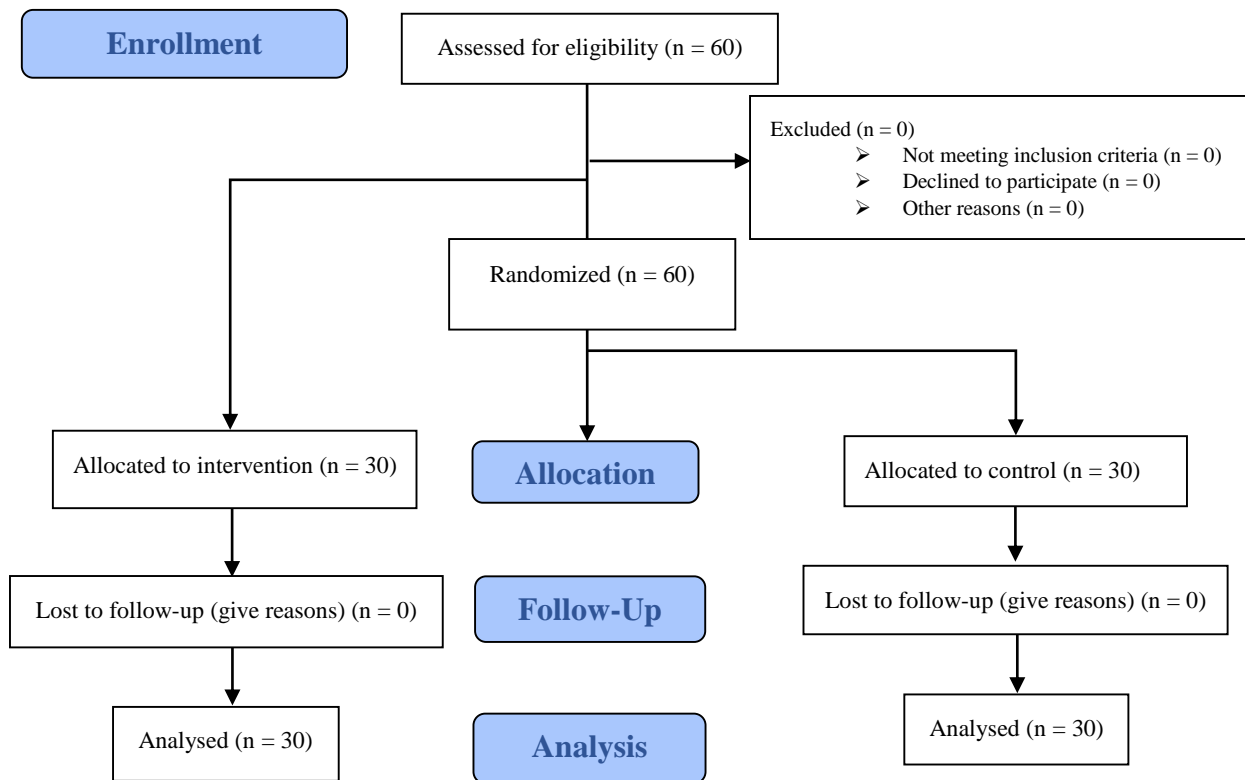 Enrollment
Assessed for eligibility (n = 60)
Excluded (n = 0)
➢ Not meeting inclusion criteria (n = 0)
➢ Declined to participate (n = 0)
➢ Other reasons (n = 0)
Randomized (n = 60)
Allocated to intervention (n = 30)
Allocation
Allocated to control (n = 30)
Lost to follow-up (give reasons) (n = 0)
Follow-Up
Lost to follow-up (give reasons) (n = 0)
Analysed (n = 30)
Analysis
Analysed (n = 30)